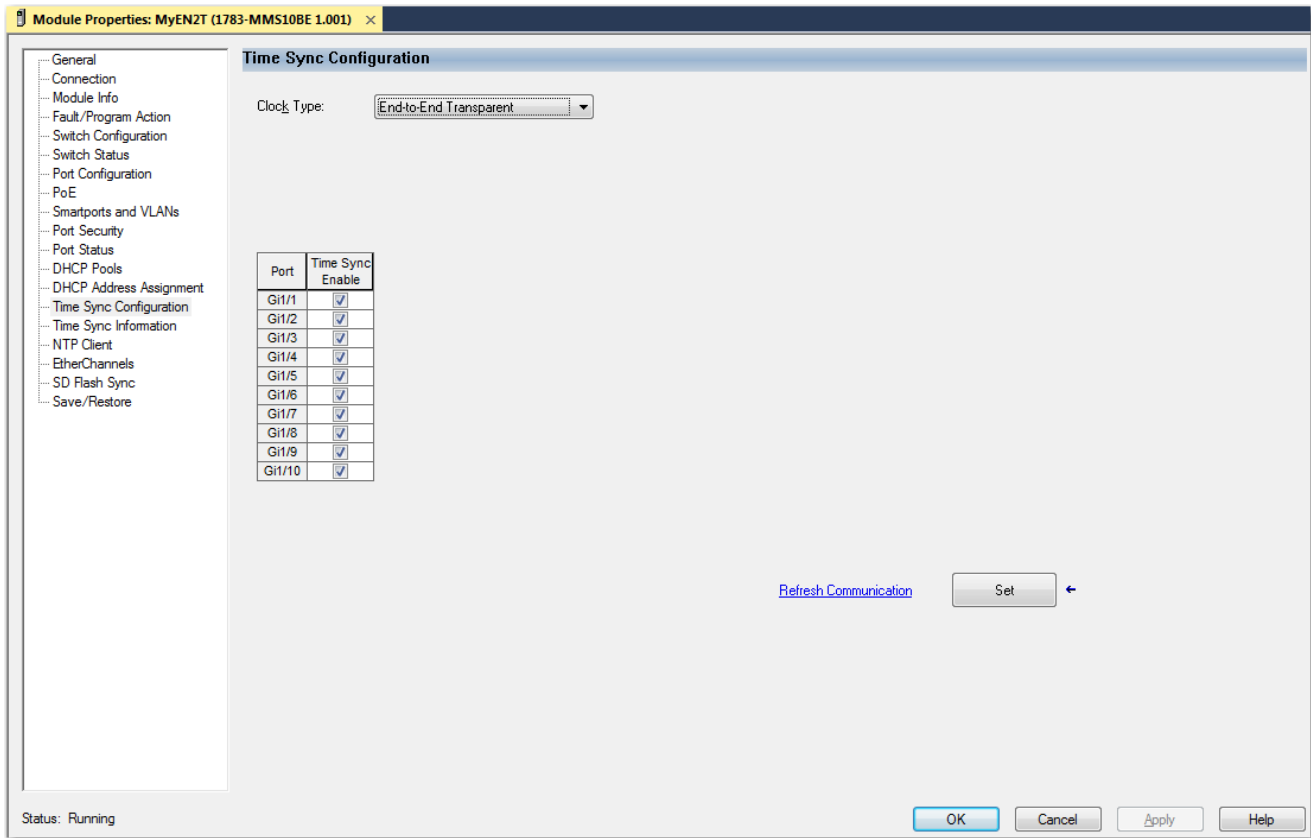 Module Properties: MyEN2T (1783-MMS10BE 1.001) ×
General
Connection
Module Info
Fault/Program Action
Switch Configuration
Switch Status
Port Configuration
PoE
Smartports and VLANs
Port Security
Port Status
DHCP Pools
DHCP Address Assignment
Time Sync Configuration
Time Sync Information
NTP Client
EtherChannels
SD Flash Sync
Save/Restore
Time Sync Configuration
Clock Type: End-to-End Transparent
Port Time Sync Enable
Gi1/1
Gi1/2
Gi1/3
Gi1/4
Gi1/5
Gi1/6
Gi1/7
Gi1/8
Gi1/9
Gi1/10
Refresh Communication Set
Status: Running
OK Cancel Apply Help